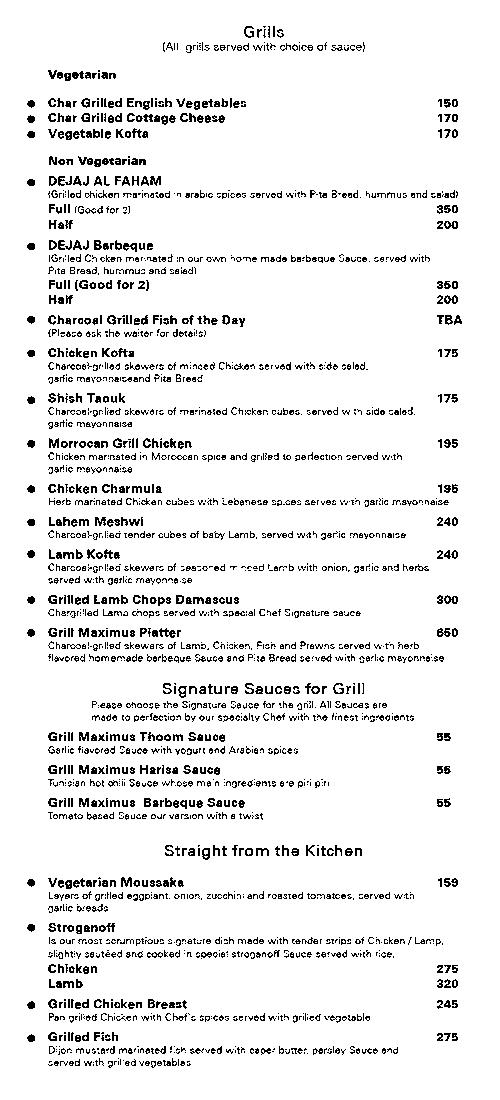 Grills
(All grills served with choice of sauce)
Vegetarian
● Char Grilled English Vegetables 150
● Char Grilled Cottage Cheese 170
● Vegetable Kofta 170
Non Vegetarian
● DEJAJ AL FAHAM
(Grilled chicken marinated in arabic spices served with Pita Bread, hummus and salad)
Full (Good for 2) 350
Half 200
● DEJAJ Barbeque
(Grilled Chicken marinated in our own home made barbeque Sauce, served with
Pita Bread, hummus and salad)
Full (Good for 2) 350
Half 200
● Charcoal Grilled Fish of the Day TBA
(Please ask the waiter for details)
● Chicken Kofta 175
Charcoal-grilled skewers of minced Chicken served with side salad,
garlic mayonnaiseand Pita Bread
● Shish Taouk 175
Charcoal-grilled skewers of marinated Chicken cubes, served with side salad,
garlic mayonnaise
● Morrocan Grill Chicken 195
Chicken marinated in Moroccan spice and grilled to perfection served with
garlic mayonnaise
● Chicken Charmula 195
Herb marinated Chicken cubes with Lebanese spices serves with garlic mayonnaise
● Lahem Meshwi 240
Charcoal-grilled tender cubes of baby Lamb, served with garlic mayonnaise
● Lamb Kofta 240
Charcoal-grilled skewers of seasoned minced Lamb with onion, garlic and herbs
served with garlic mayonnaise
● Grilled Lamb Chops Damascus 300
Chargrilled Lamb chops served with special Chef Signature sauce
● Grill Maximus Platter 650
Charcoal-grilled skewers of Lamb, Chicken, Fish and Prawns served with herb
flavored homemade barbeque Sauce and Pita Bread served with garlic mayonnaise
Signature Sauces for Grill
Please choose the Signature Sauce for the grill. All Sauces are
made to perfection by our specialty Chef with the finest ingredients
Grill Maximus Thoom Sauce 55
Garlic flavored Sauce with yogurt and Arabian spices
Grill Maximus Harisa Sauce 55
Tunisian hot chili Sauce whose main ingredients are piri piri
Grill Maximus Barbeque Sauce 55
Tomato based Sauce our version with a twist
Straight from the Kitchen
● Vegetarian Moussaka 159
Layers of grilled eggplant, onion, zucchini and roasted tomatoes, served with
garlic breads
● Stroganoff
Is our most scrumptious signature dish made with tender strips of Chicken / Lamb,
slightly sautéed and cooked in special stroganoff Sauce served with rice.
Chicken 275
Lamb 320
● Grilled Chicken Breast 245
Pan grilled Chicken with Chef's spices served with grilled vegetable
● Grilled Fish 275
Dijon mustard marinated fish served with caper butter, parsley Sauce and
served with grilled vegetables